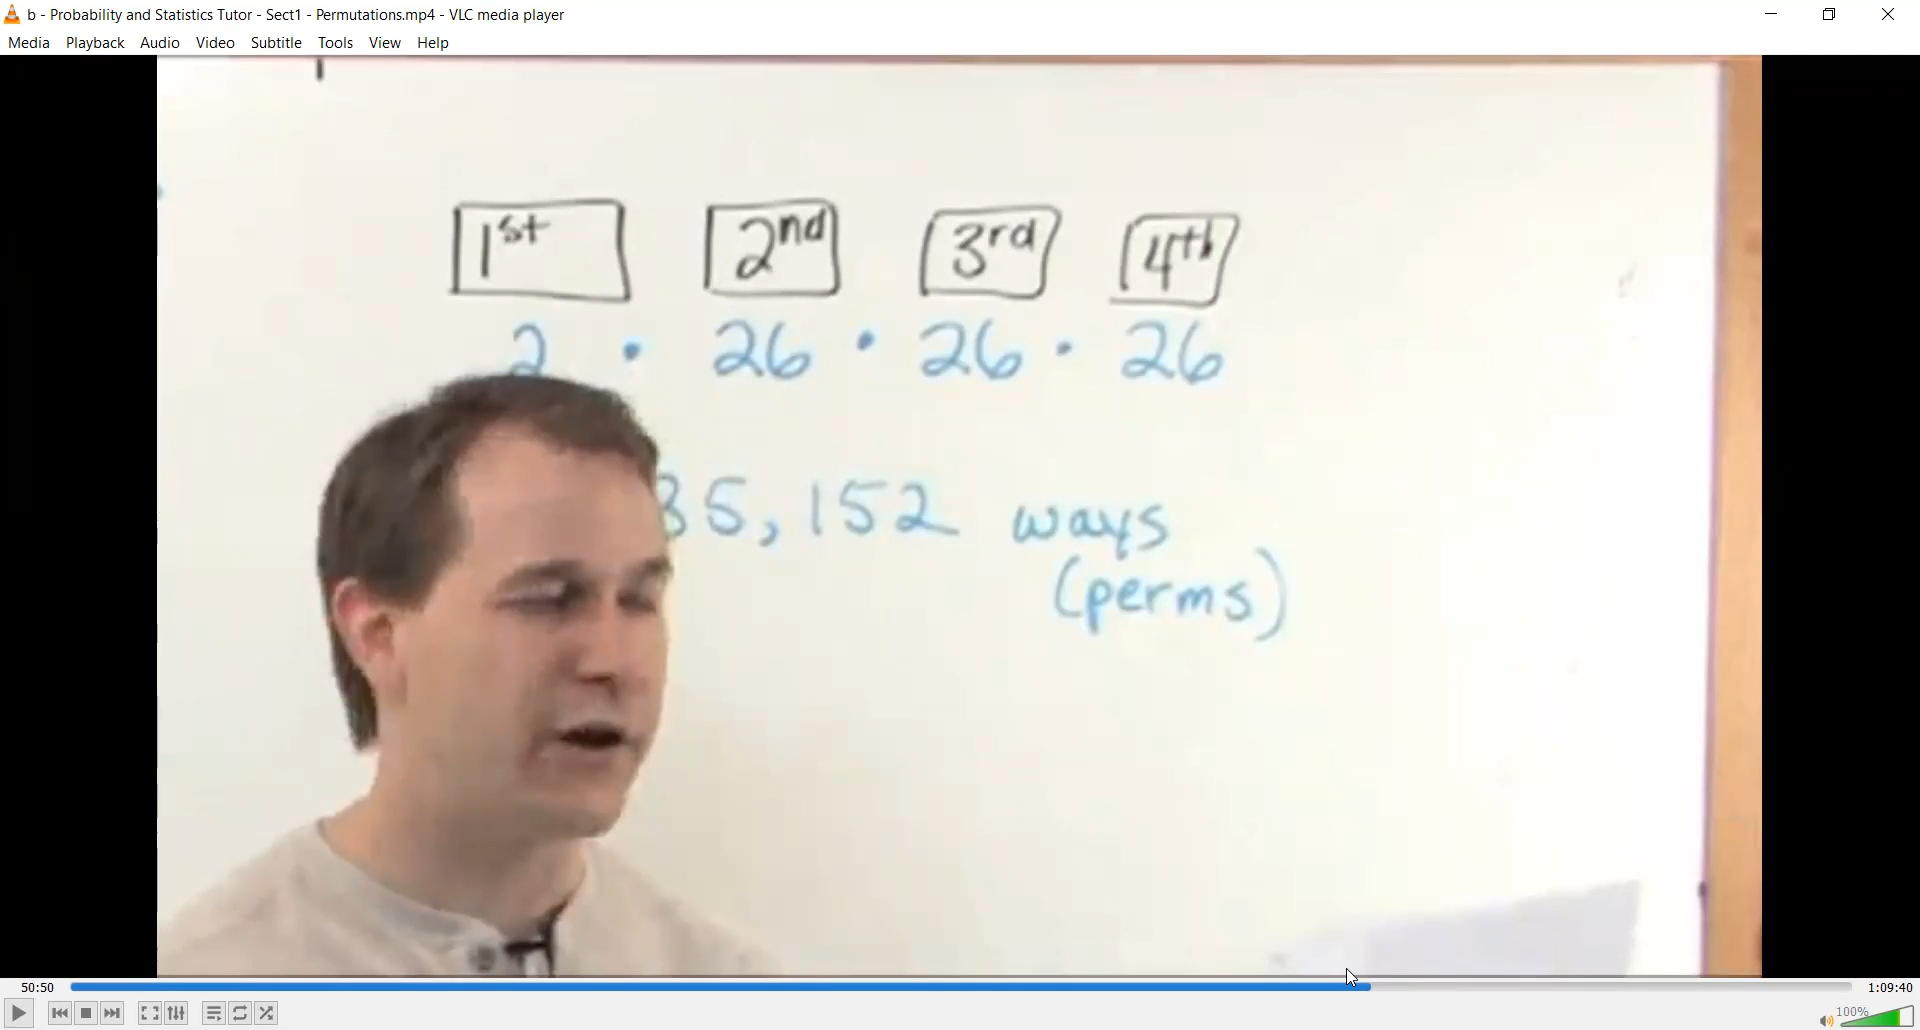 b - Probability and Statistics Tutor - Sect1 - Permutations.mp4 - VLC media player
Media Playback Audio Video Subtitle Tools View Help
1st 2nd 3rd 4th
2 · 26 · 26 · 26
35,152 ways
(perms)
50:50 1:09:40
100%